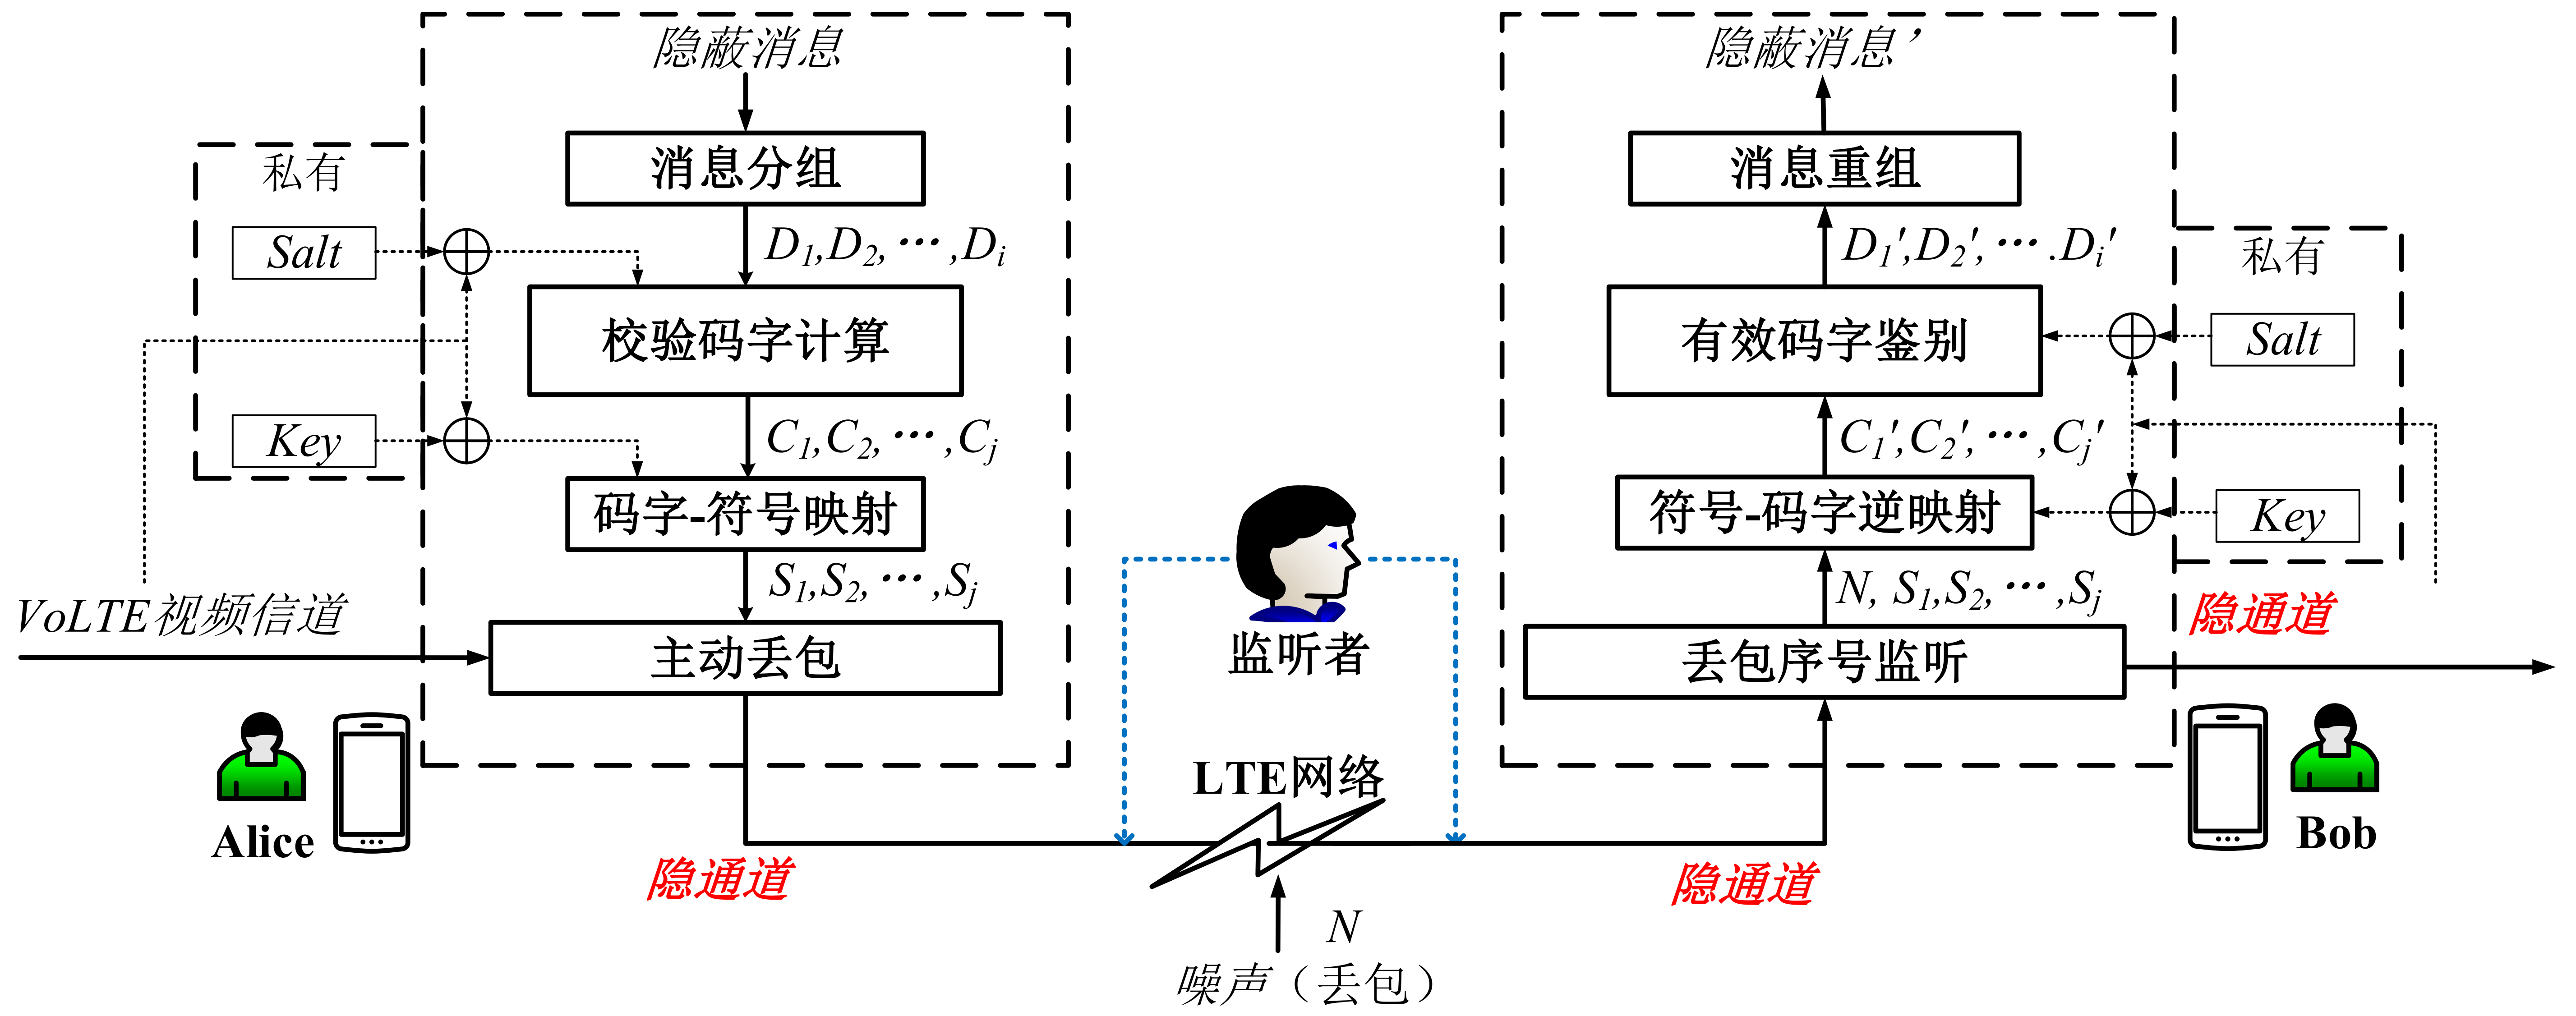 隐蔽消息
消息分组
私有
Salt
D1,D2,…,Di
校验码字计算
Key
C1,C2,…,Cj
码字-符号映射
S1,S2,…,Sj
VoLTE视频信道
主动丢包
Alice
隐通道
监听者
LTE网络
N
噪声（丢包）
隐蔽消息’
消息重组
D1′,D2′,….Di′
私有
有效码字鉴别
Salt
C1′,C2′,…,Cj′
符号-码字逆映射
Key
N, S1,S2,…,Sj
隐通道
丢包序号监听
Bob
隐通道